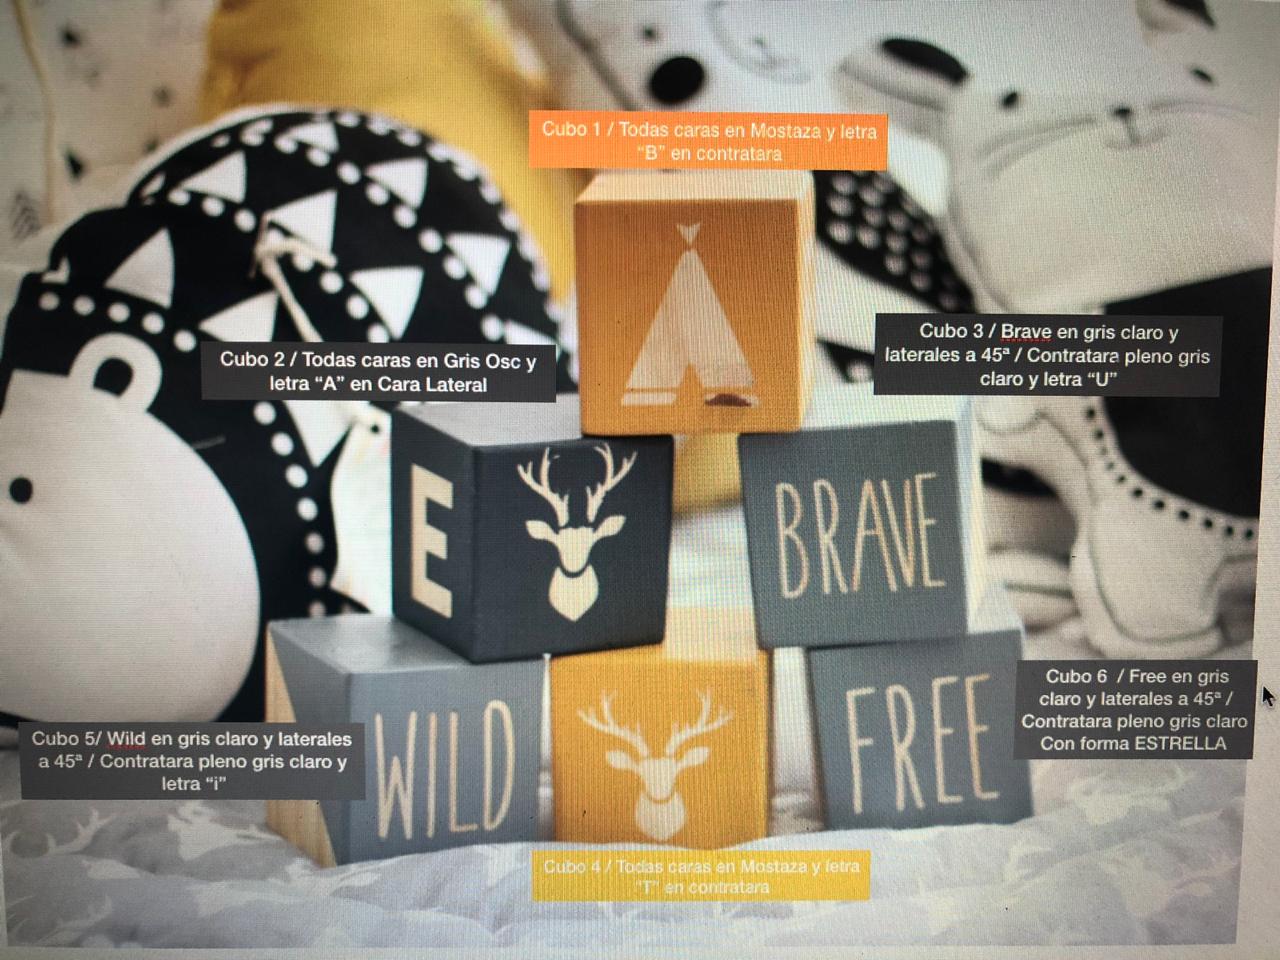 Cubo 1 / Todas caras en Mostaza y letra
“B” en contratara
Cubo 2 / Todas caras en Gris Osc y
letra “A” en Cara Lateral
Cubo 3 / Brave en gris claro y
laterales a 45ª / Contratara pleno gris
claro y letra “U”
E
BRAVE
Cubo 6 / Free en gris
claro y laterales a 45ª /
Contratara pleno gris claro
Con forma ESTRELLA
Cubo 5/ Wild en gris claro y laterales
a 45ª / Contratara pleno gris claro y
letra “i”
WILD
FREE
Cubo 4 / Todas caras en Mostaza y letra
“T” en contratara